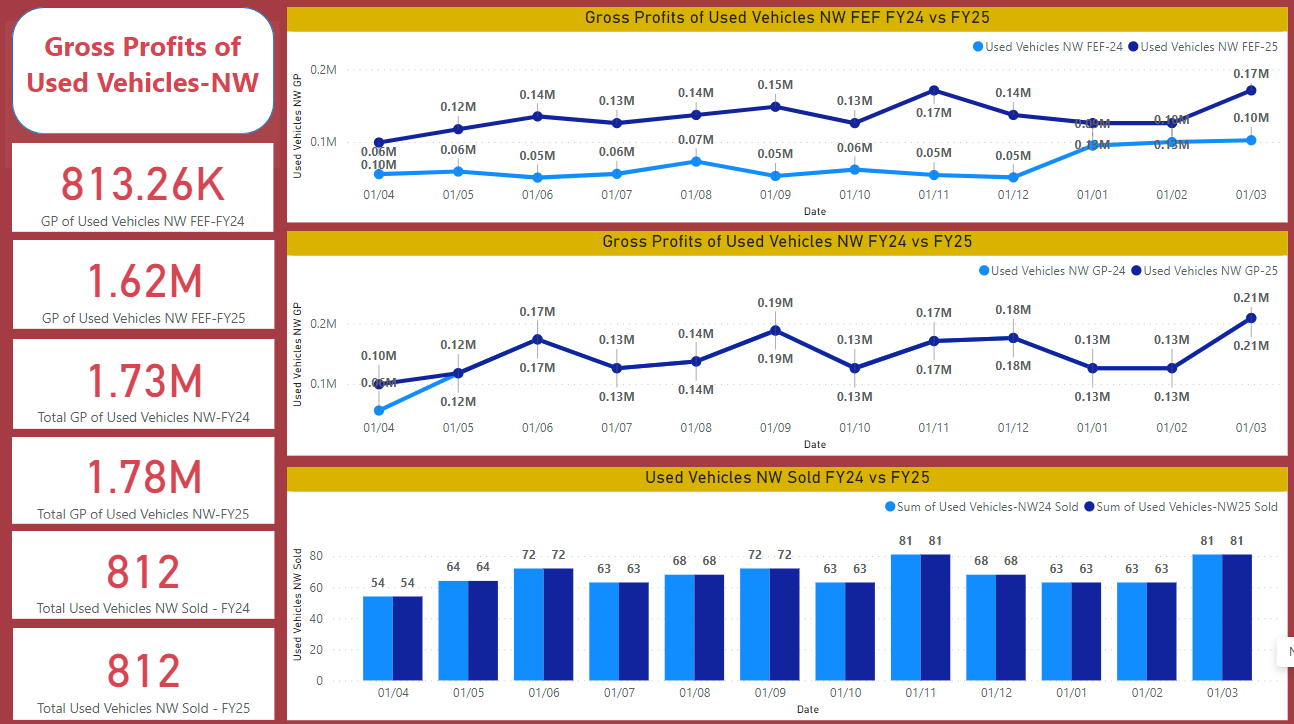 Gross Profits of
Used Vehicles-NW
813.26K
GP of Used Vehicles NW FEF-FY24
1.62M
GP of Used Vehicles NW FEF-FY25
1.73M
Total GP of Used Vehicles NW-FY24
1.78M
Total GP of Used Vehicles NW-FY25
812
Total Used Vehicles NW Sold - FY24
812
Total Used Vehicles NW Sold - FY25
Gross Profits of Used Vehicles NW FEF FY24 vs FY25
Used Vehicles NW FEF-24 Used Vehicles NW FEF-25
Used Vehicles NW GP
0.2M
0.1M
0.10M 0.12M 0.14M 0.13M 0.14M 0.15M 0.13M 0.17M 0.14M 0.13M 0.13M 0.17M
0.06M 0.06M 0.05M 0.06M 0.07M 0.05M 0.06M 0.05M 0.05M 0.09M 0.10M 0.10M
01/04 01/05 01/06 01/07 01/08 01/09 01/10 01/11 01/12 01/01 01/02 01/03
Date
Gross Profits of Used Vehicles NW FY24 vs FY25
Used Vehicles NW GP-24 Used Vehicles NW GP-25
Used Vehicles NW GP
0.2M
0.1M
0.10M 0.12M 0.17M 0.13M 0.14M 0.19M 0.13M 0.17M 0.18M 0.13M 0.13M 0.21M
0.06M 0.12M 0.17M 0.13M 0.14M 0.19M 0.13M 0.17M 0.18M 0.13M 0.13M 0.21M
01/04 01/05 01/06 01/07 01/08 01/09 01/10 01/11 01/12 01/01 01/02 01/03
Date
Used Vehicles NW Sold FY24 vs FY25
Sum of Used Vehicles-NW24 Sold Sum of Used Vehicles-NW25 Sold
Used Vehicles NW Sold
80
60
40
20
0
54 54 64 64 72 72 63 63 68 68 72 72 63 63 81 81 68 68 63 63 63 63 81 81
01/04 01/05 01/06 01/07 01/08 01/09 01/10 01/11 01/12 01/01 01/02 01/03
Date